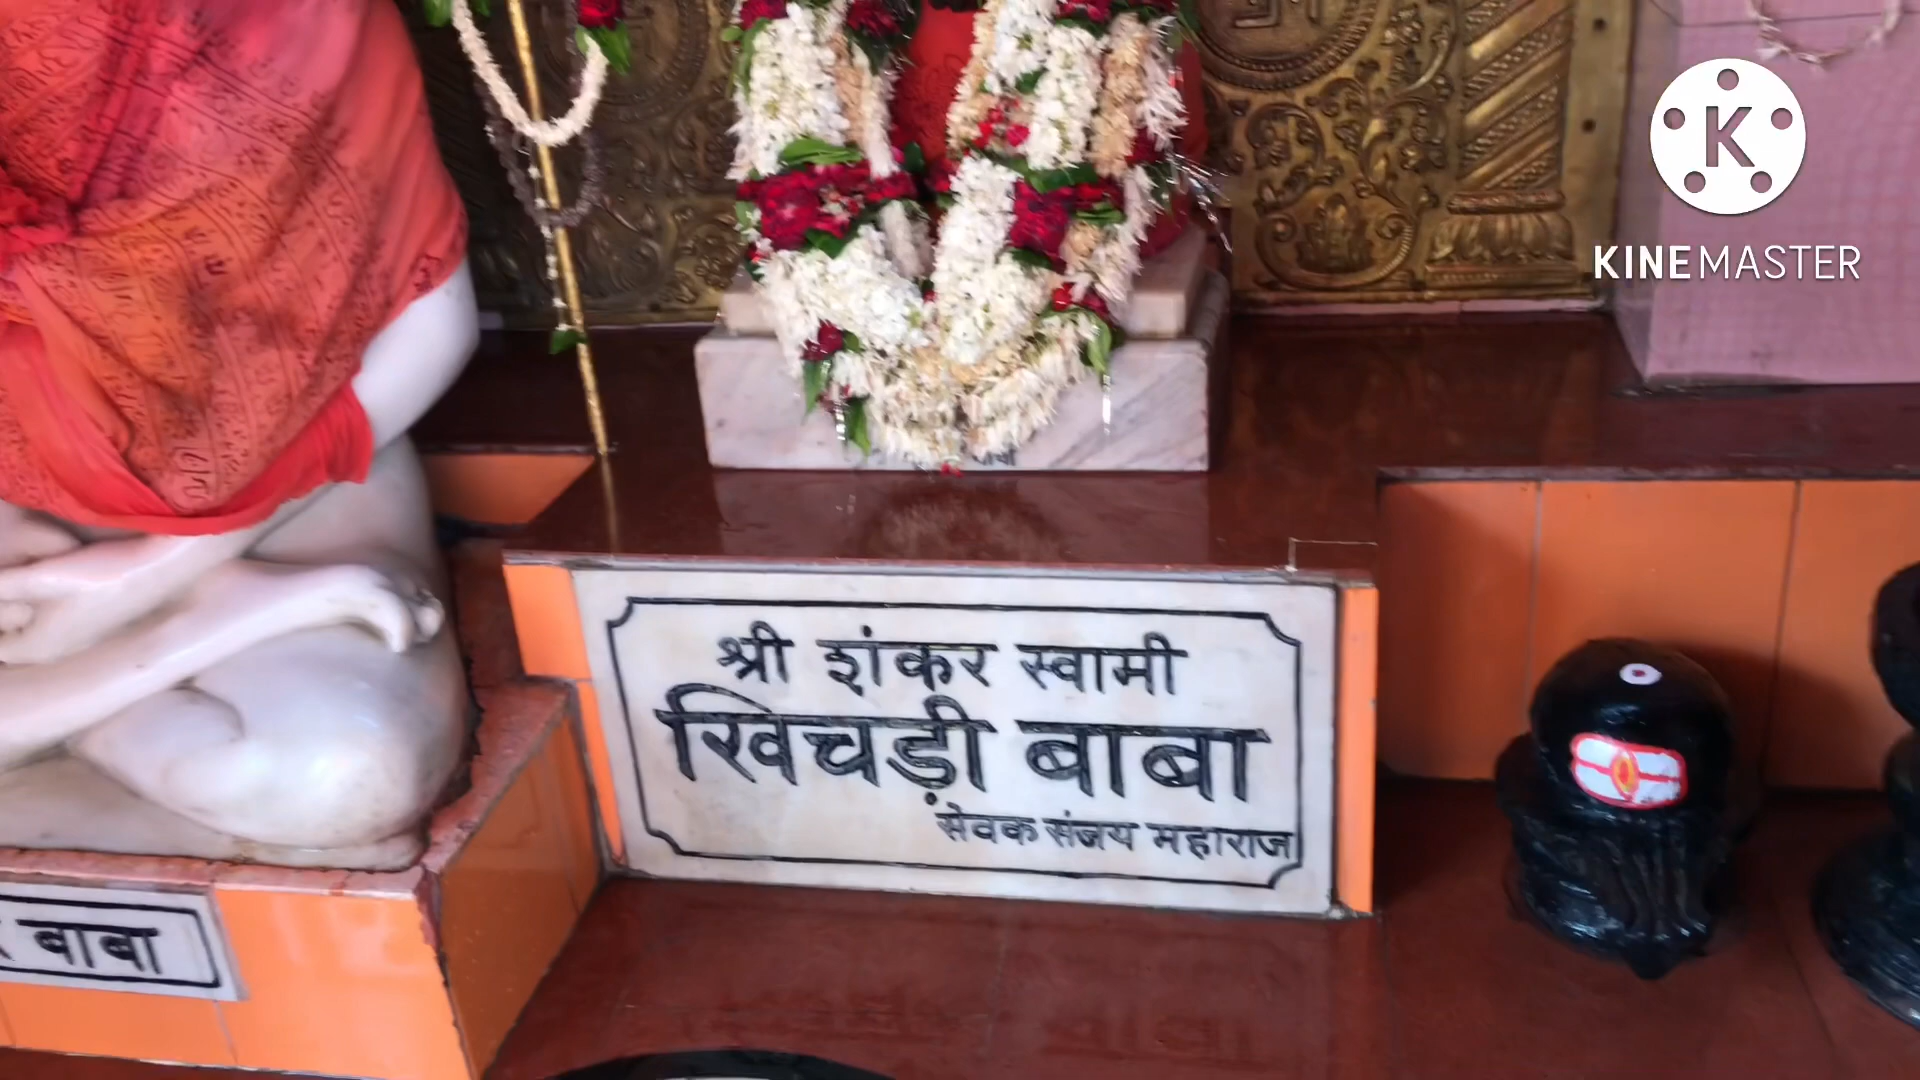 K
KINEMASTER
श्री शंकर स्वामी
खिचड़ी बाबा
सेवक संजय महाराज
बाबा